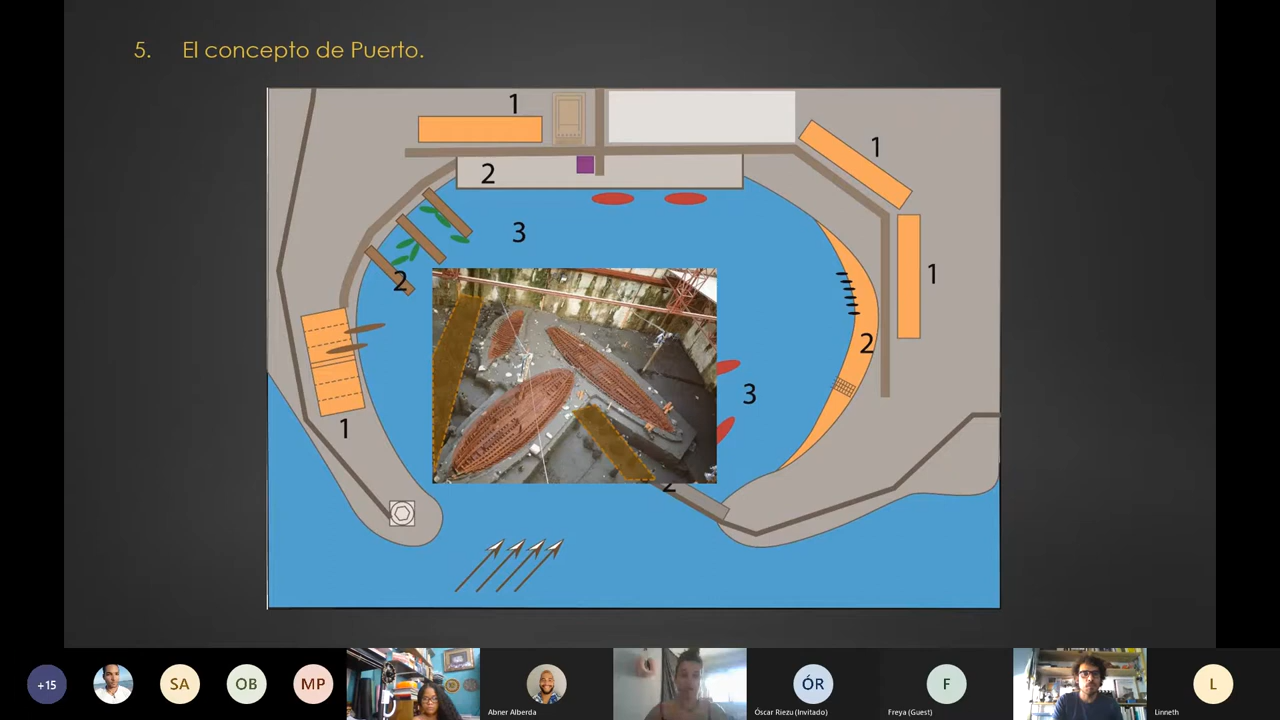 5. El concepto de Puerto.
1
1
2
3
2
1
2
3
1
2
+15
SA
OB
MP
Abner Alberda
ÓR
Óscar Riezu (Invitado)
F
Freya (Guest)
L
Linneth